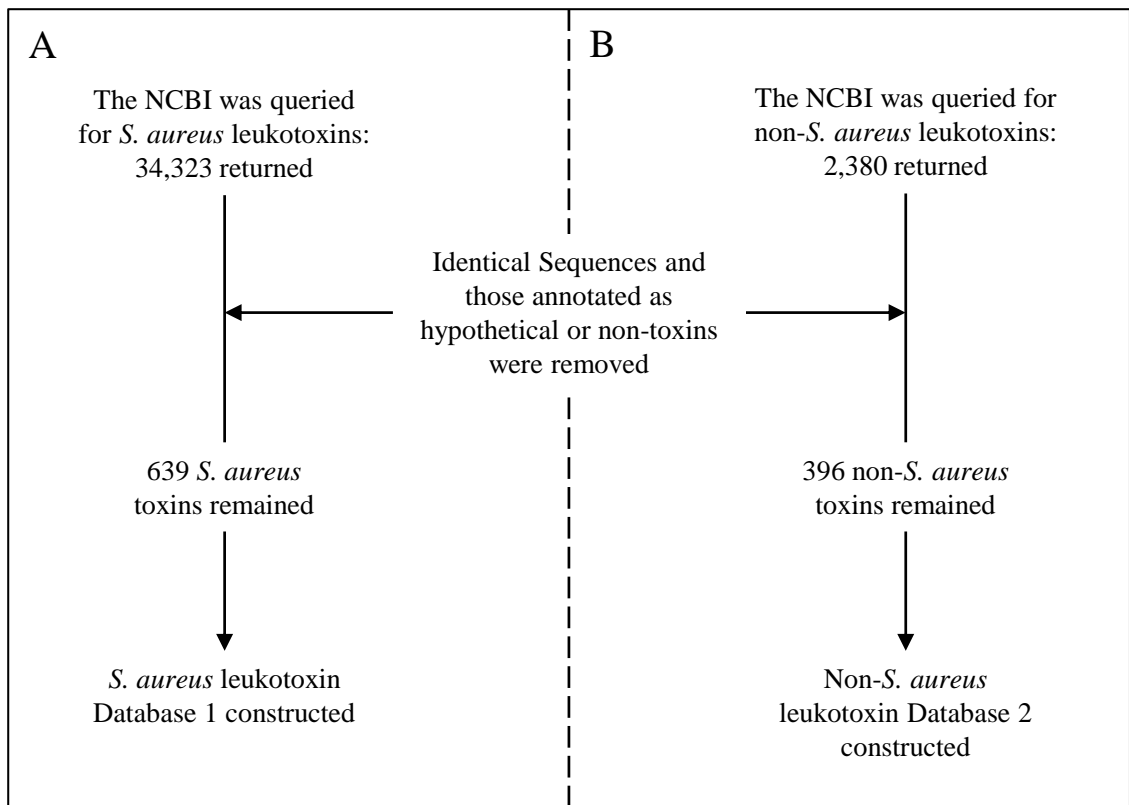 A
The NCBI was queried
for S. aureus leukotoxins:
34,323 returned
B
The NCBI was queried for
non-S. aureus leukotoxins:
2,380 returned
Identical Sequences and
those annotated as
hypothetical or non-toxins
were removed
639 S. aureus
toxins remained
396 non-S. aureus
toxins remained
S. aureus leukotoxin
Database 1 constructed
Non-S. aureus
leukotoxin Database 2
constructed